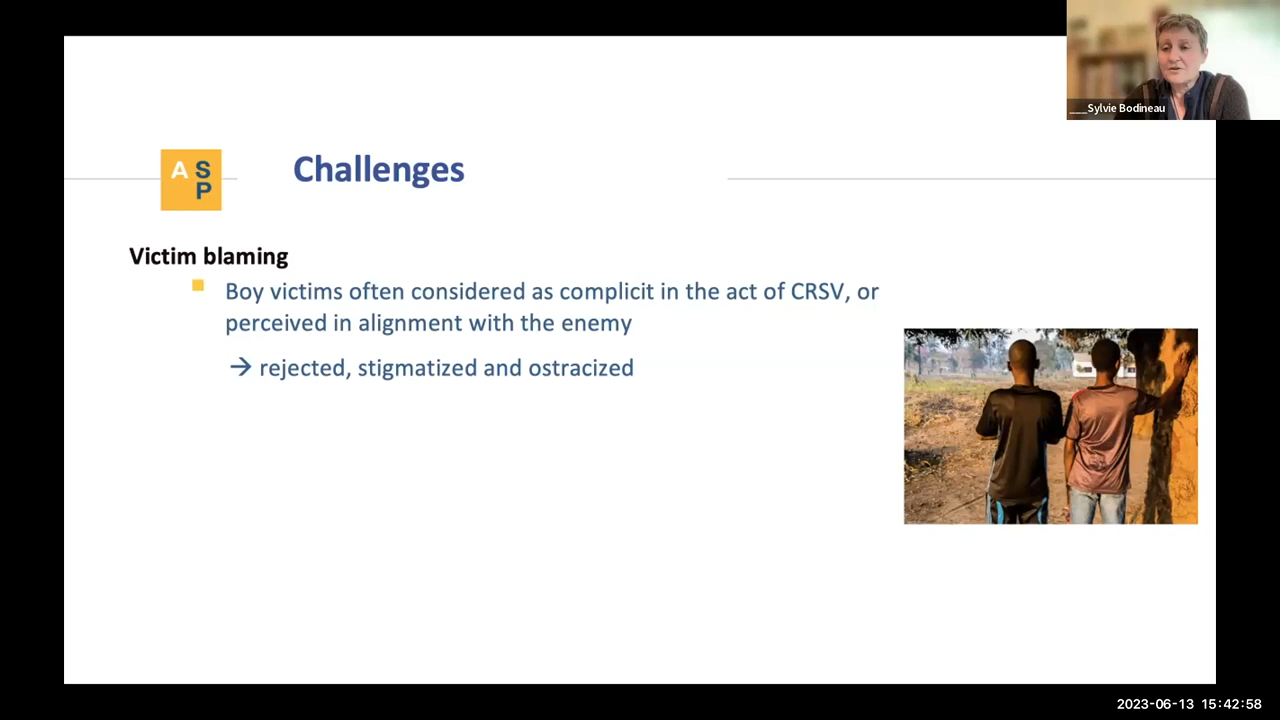 ___Sylvie Bodineau
A S
P
Challenges
Victim blaming
Boy victims often considered as complicit in the act of CRSV, or
perceived in alignment with the enemy
→ rejected, stigmatized and ostracized
2023-06-13 15:42:58